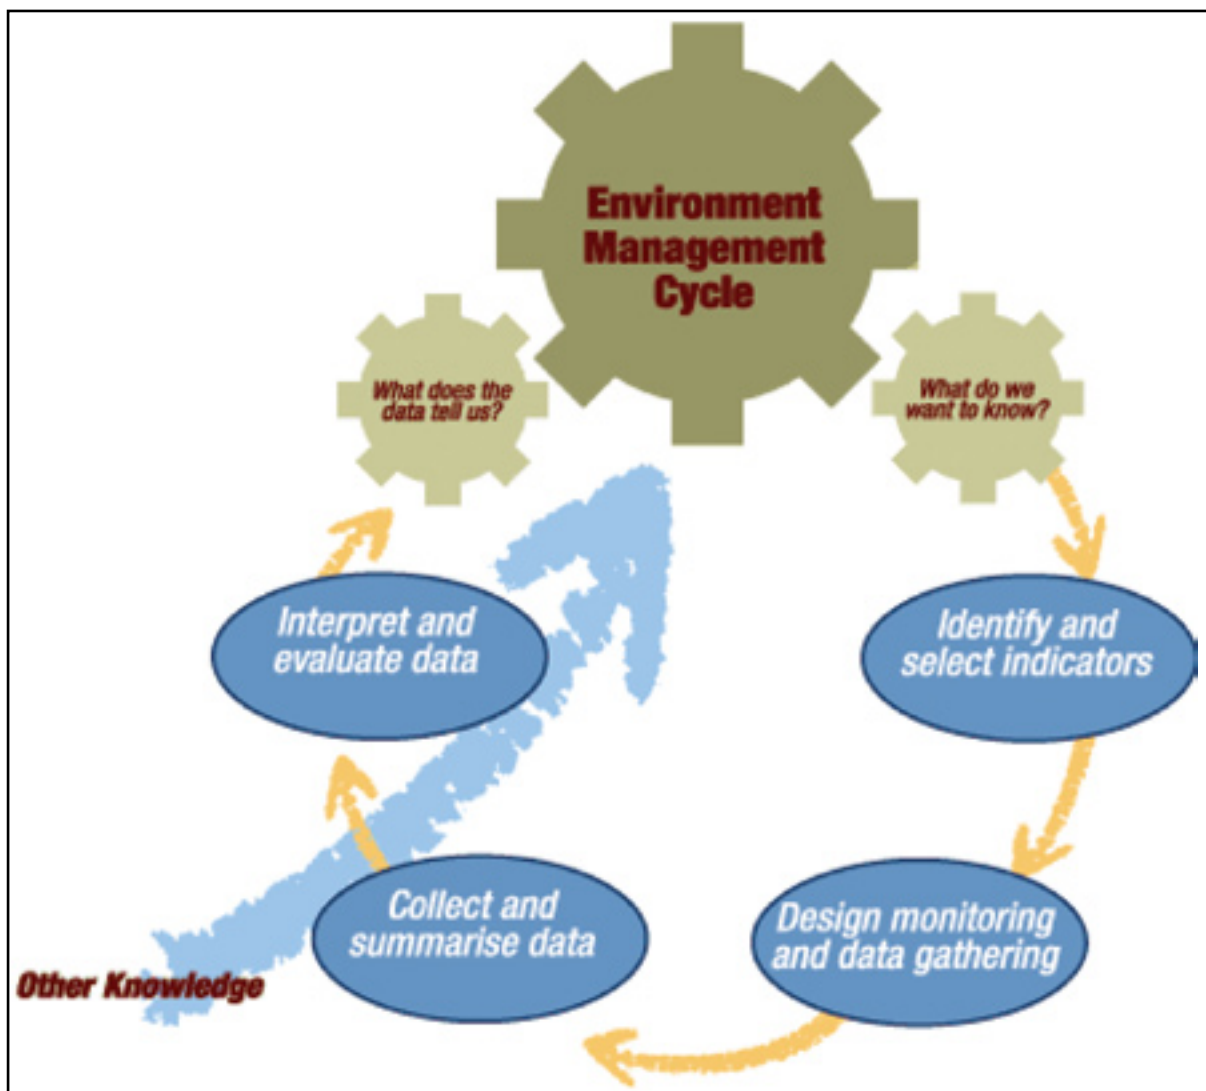 Environment
Management
Cycle
What does the
data tell us?
What do we
want to know?
Interpret and
evaluate data
Identify and
select indicators
Collect and
summarise data
Design monitoring
and data gathering
Other Knowledge